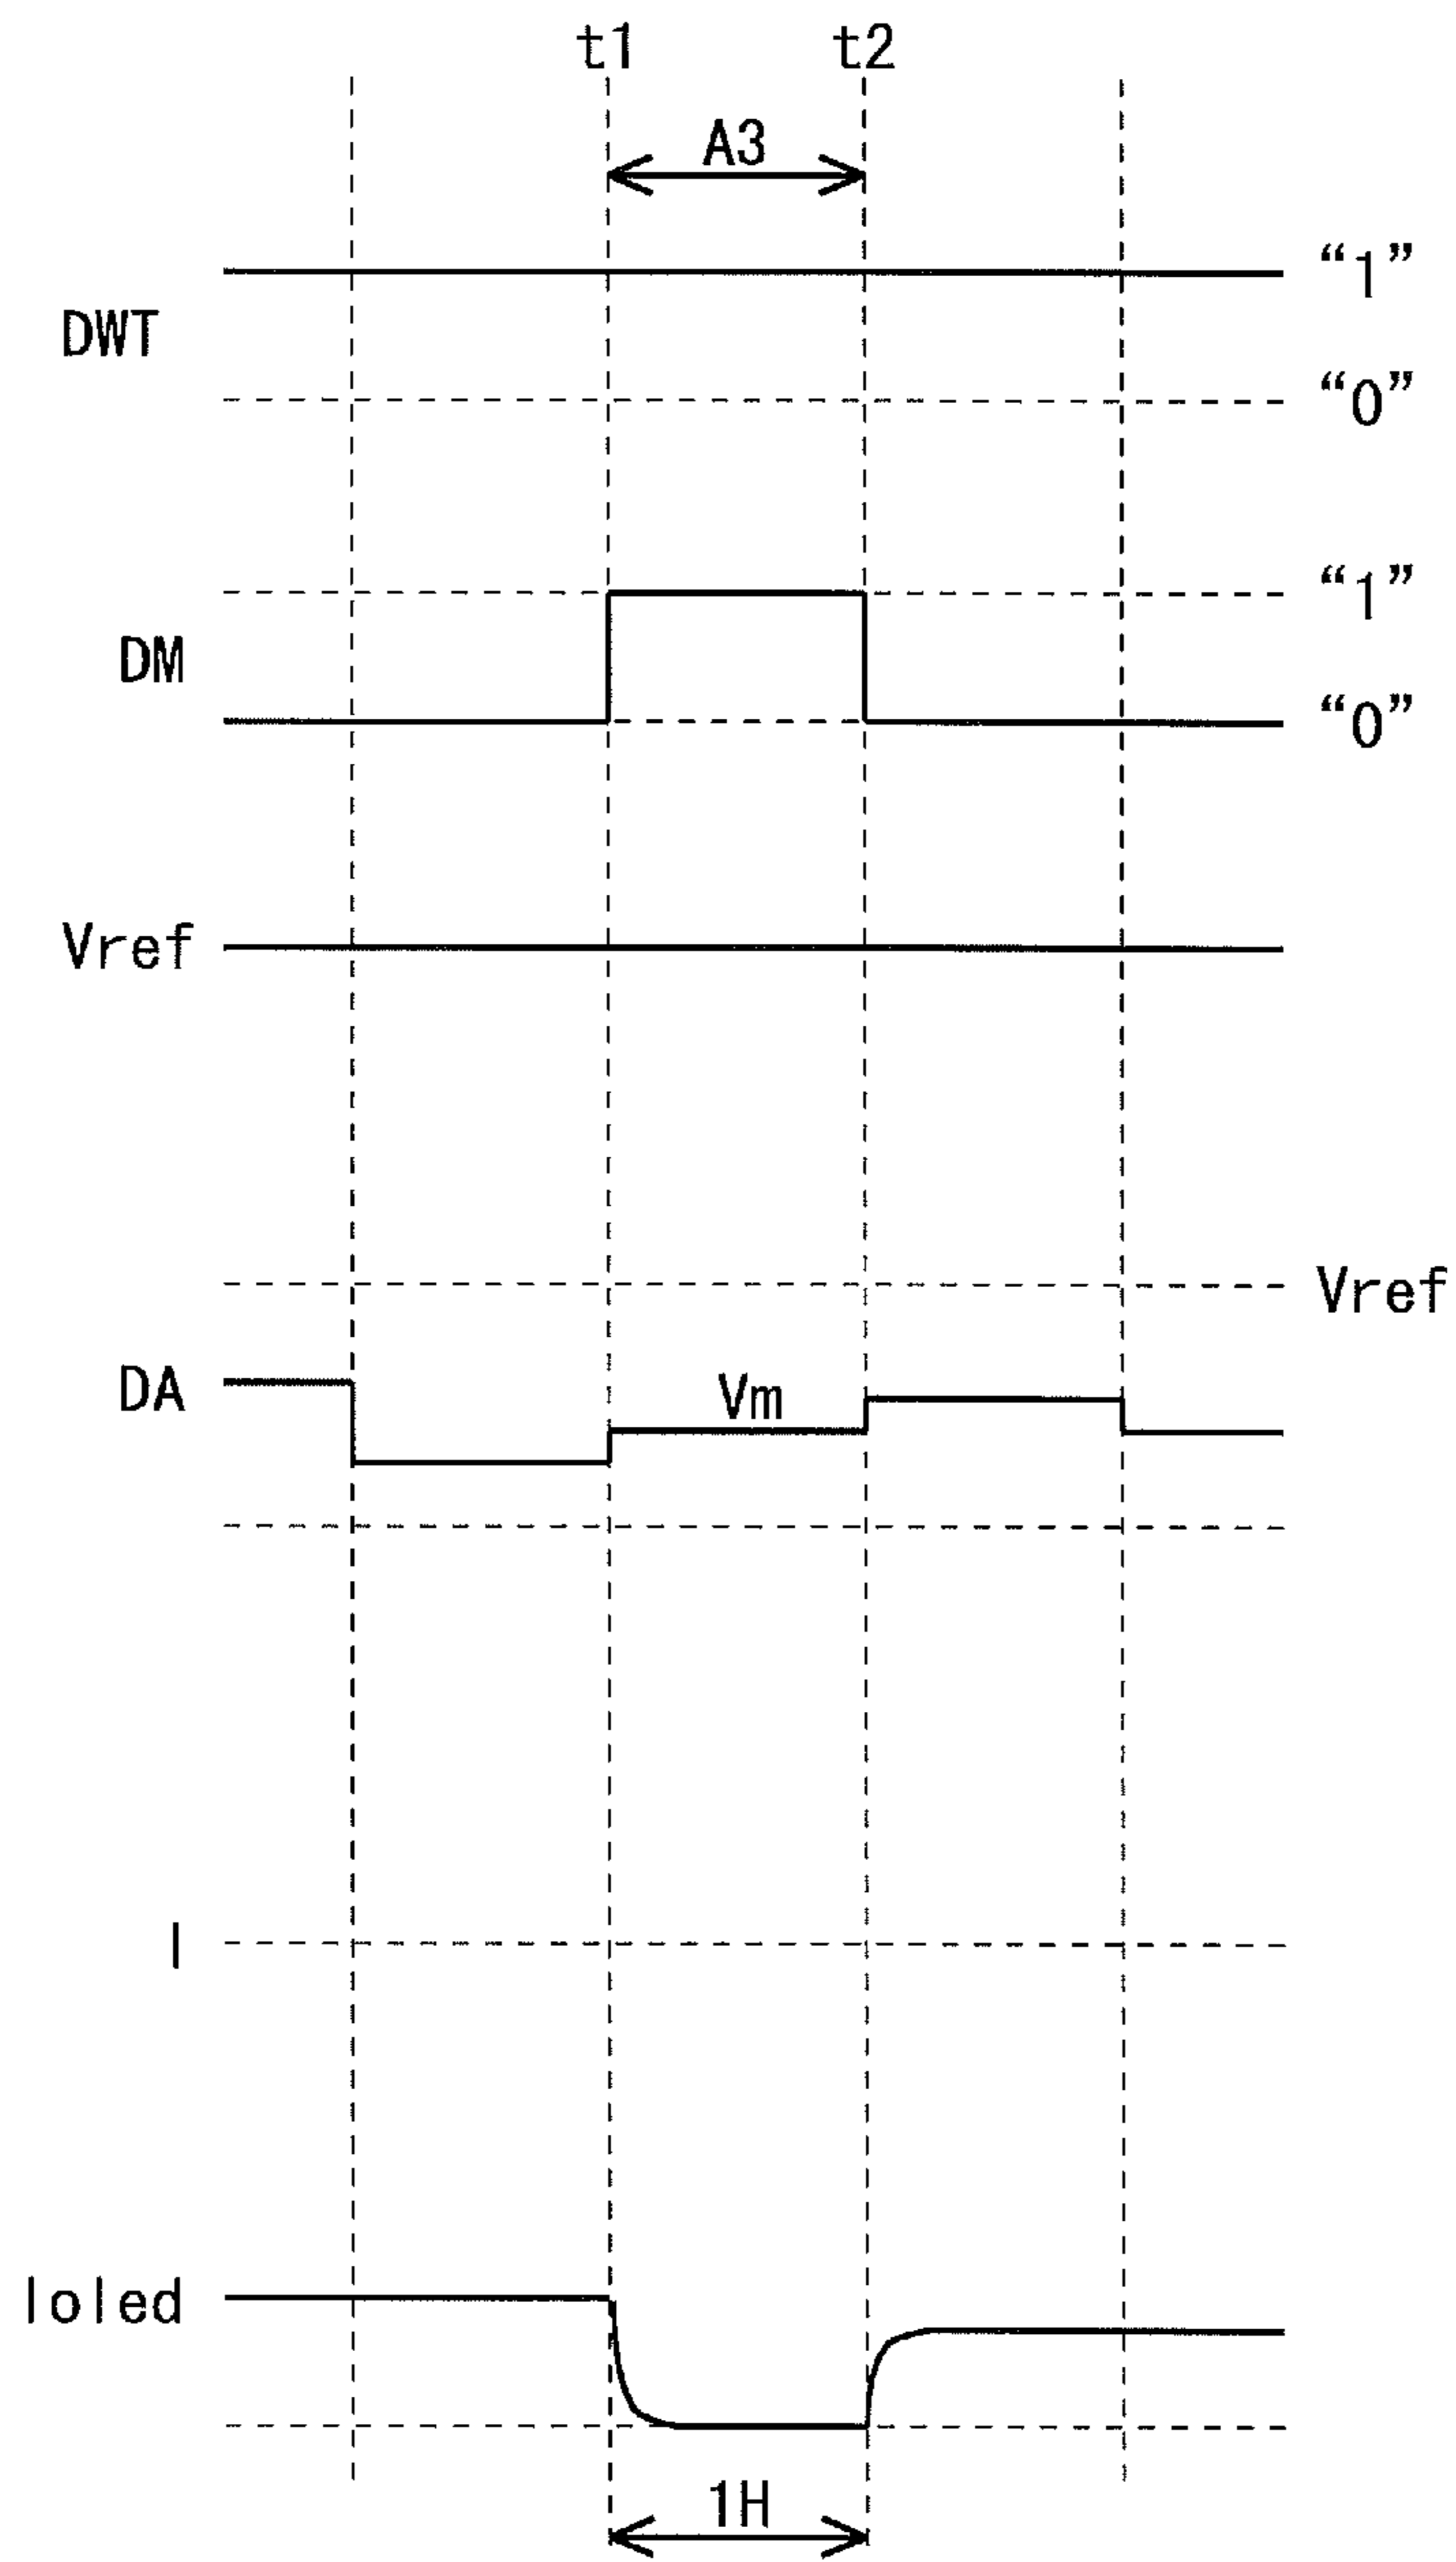 t1 t2
A3
“1”
DWT
“0”
“1”
DM
“0”
Vref
Vref
DA
Vm
I
Ioled
1H